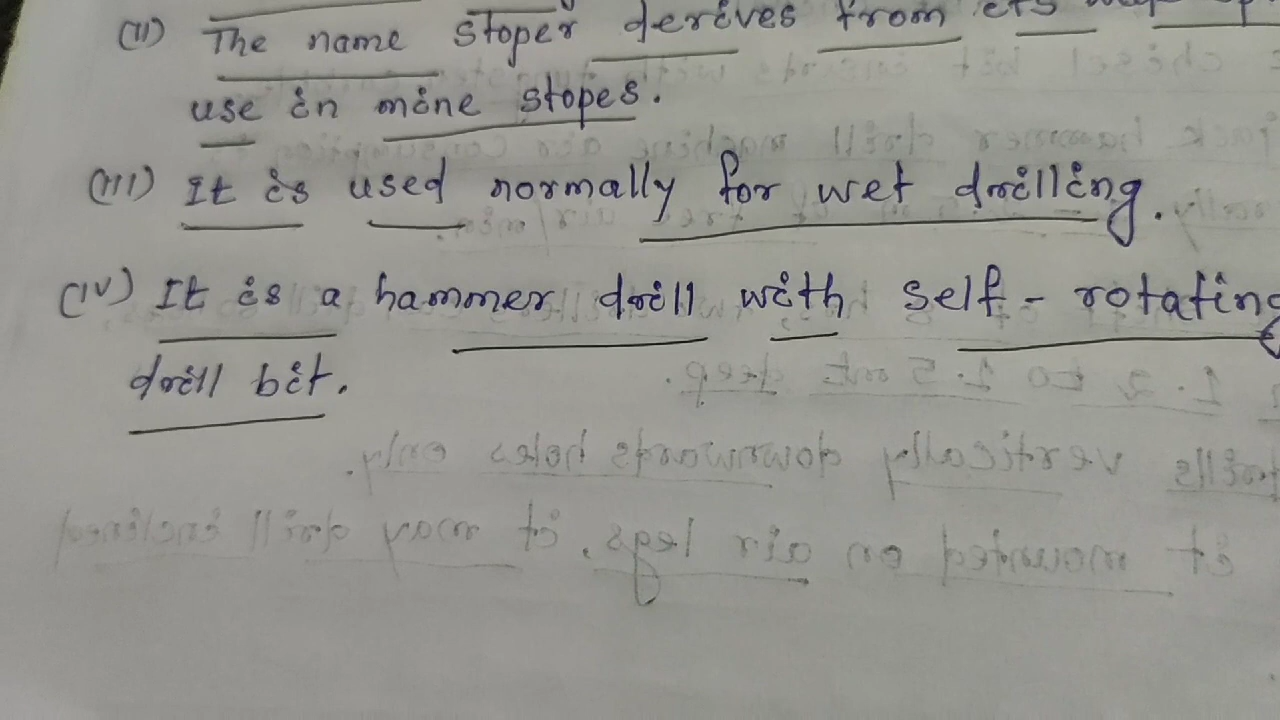 (II) The name stoper derives from its
use in mine stopes.
(III) It is used normally for wet drilling.
(IV) It is a hammer drill with self-rotating
drill bit.